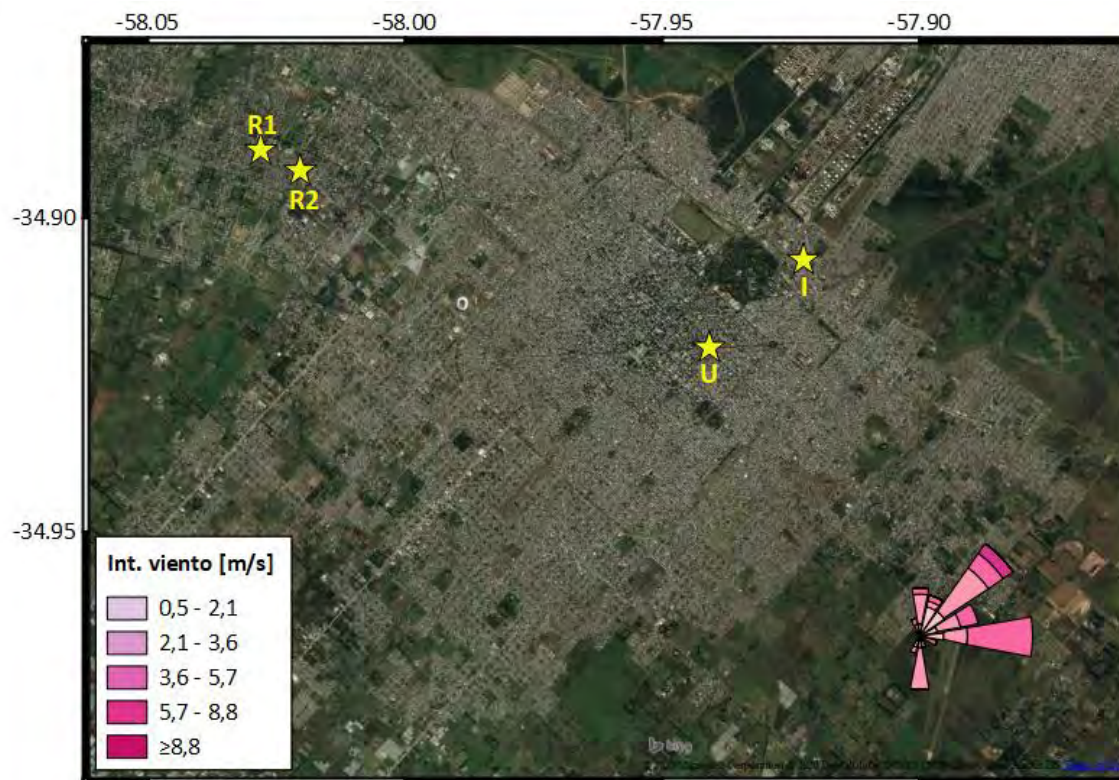 -58.05 -58.00 -57.95 -57.90
R1
R2
-34.90
I
U
-34.95
Int. viento [m/s]
0,5 - 2,1
2,1 - 3,6
3,6 - 5,7
5,7 - 8,8
≥8,8